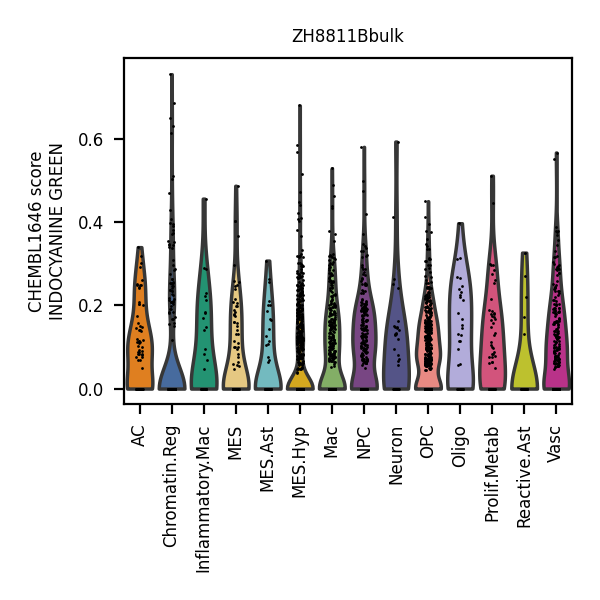 ZH8811Bbulk
CHEMBL1646 score
INDOCYANINE GREEN
0.6
0.4
0.2
0.0
AC
Chromatin.Reg
Inflammatory.Mac
MES
MES.Ast
MES.Hyp
Mac
NPC
Neuron
OPC
Oligo
Prolif.Metab
Reactive.Ast
Vasc